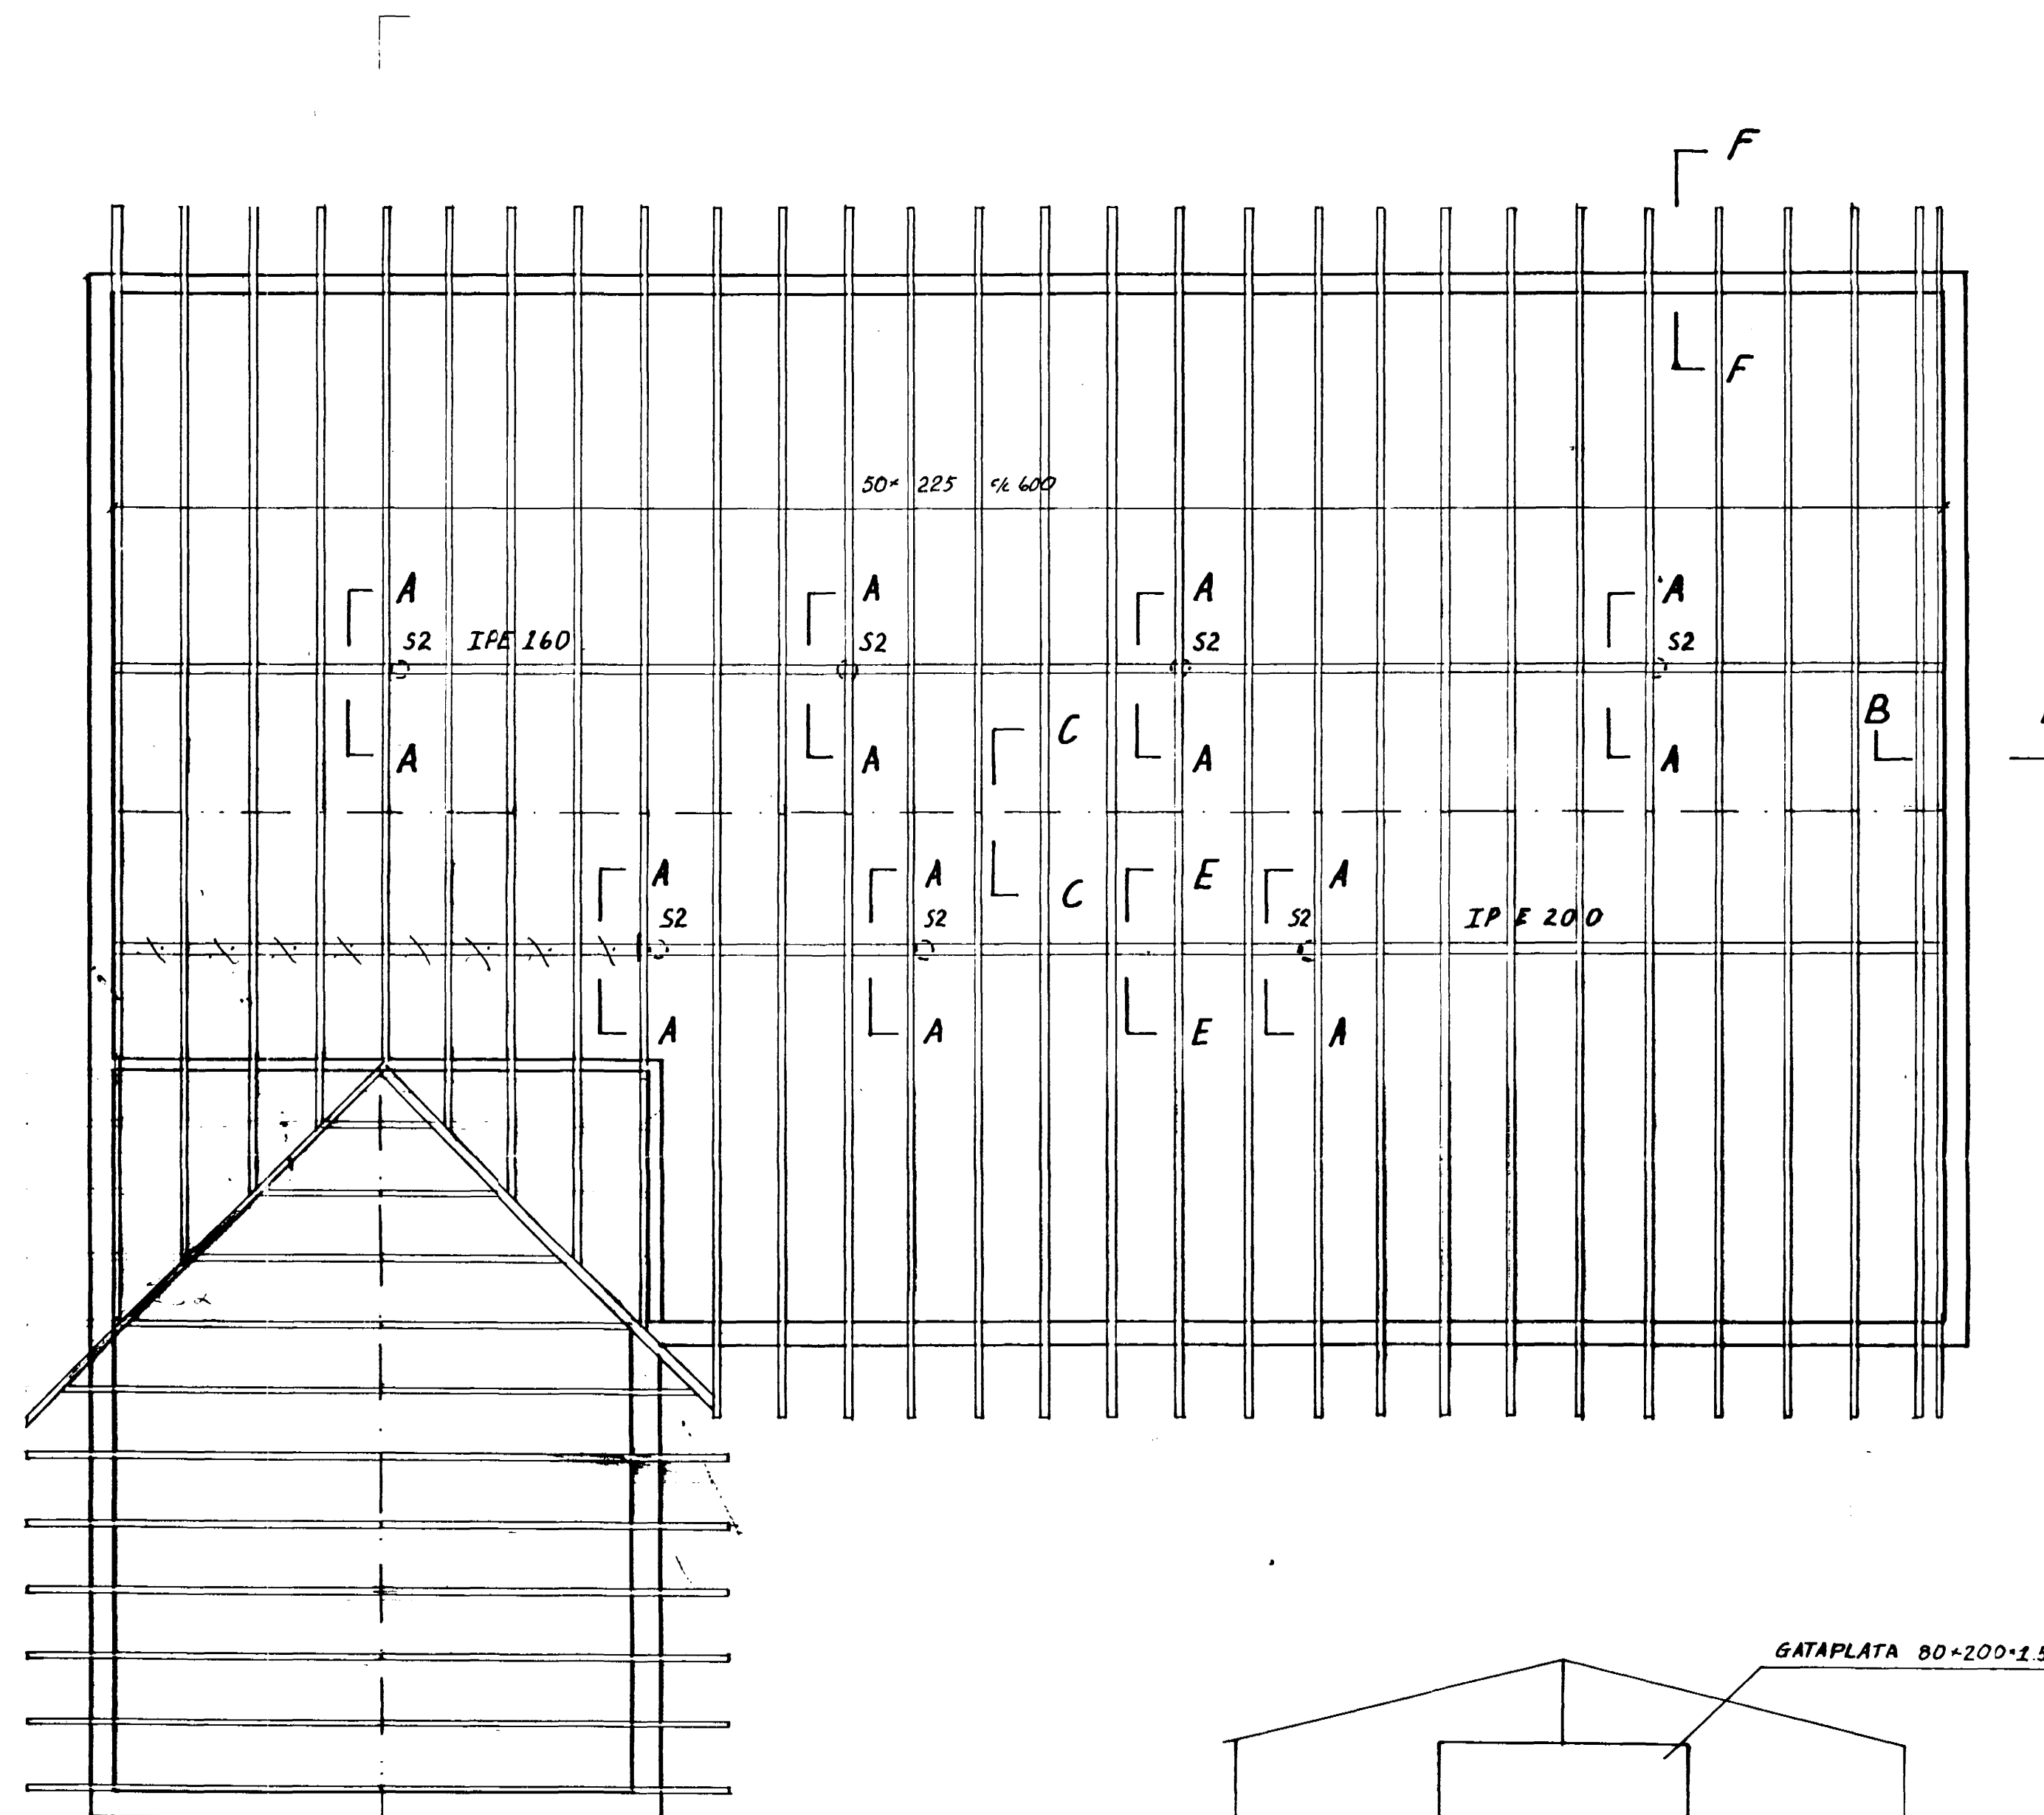 F
F
50× 225 c/c 600
A A A A
S2 IPE 160 S2 S2 S2
B
C
A A A A
A A C E A
S2 S2 S2 IPE 200
A A E A
GATAPLATA 80×200×1.5